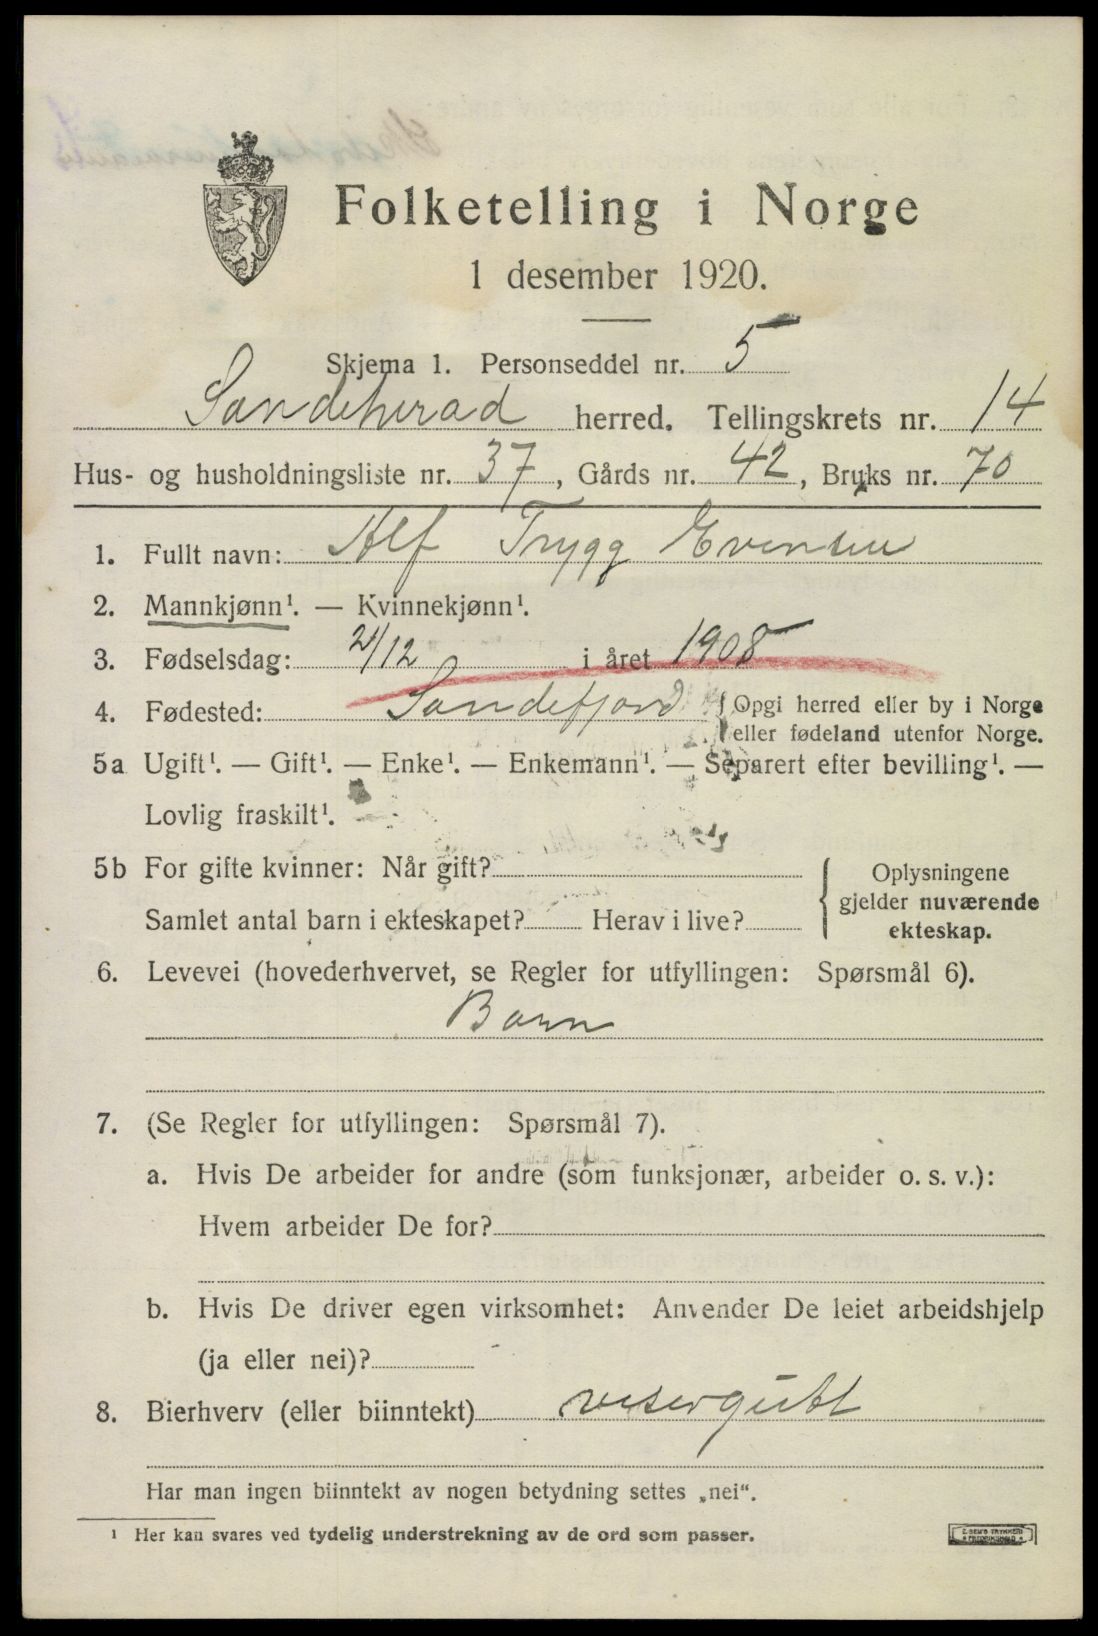 Folketelling i Norge
1 desember 1920.
Skjema 1. Personseddel nr. 5
Sandeherad herred. Tellingskrets nr. 14
Hus- og husholdningsliste nr. 37, Gårds nr. 42, Bruks nr. 70
1. Fullt navn: Alf Trygg Evensen
2. Mannkjønn¹. — Kvinnekjønn¹.
3. Fødselsdag: 21/12 i året 1908
4. Fødested: Sandefjord { Opgi herred eller by i Norge
eller fødeland utenfor Norge.
5a Ugift¹. — Gift¹. — Enke¹. — Enkemann¹. — Separert efter bevilling¹. —
Lovlig fraskilt¹.
5b For gifte kvinner: Når gift?
Samlet antal barn i ekteskapet? Herav i live?
{ Oplysningene
gjelder nuværende
ekteskap.
6. Levevei (hovederhvervet, se Regler for utfyllingen: Spørsmål 6).
Barn
7. (Se Regler for utfyllingen: Spørsmål 7).
a. Hvis De arbeider for andre (som funksjonær, arbeider o. s. v.):
Hvem arbeider De for?
b. Hvis De driver egen virksomhet: Anvender De leiet arbeidshjelp
(ja eller nei)?
8. Bierhverv (eller biinntekt) visergutt
Har man ingen biinntekt av nogen betydning settes „nei“.
¹ Her kan svares ved tydelig understrekning av de ord som passer.